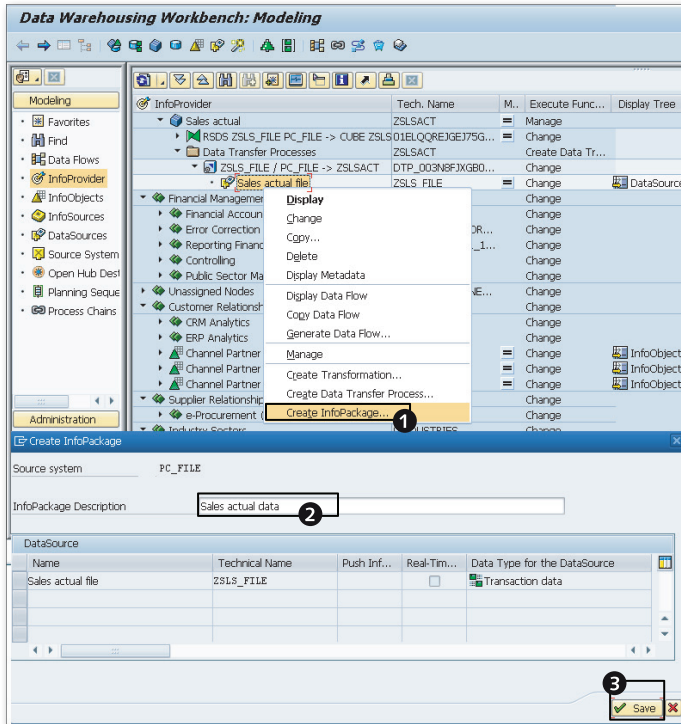 Data Warehousing Workbench: Modeling
Modeling
Favorites
Find
Data Flows
InfoProvider
InfoObjects
InfoSources
DataSources
Source System
Open Hub Dest
Planning Seque
Process Chains
Administration
InfoProvider Tech. Name M.. Execute Func... Display Tree
Sales actual ZSLSACT = Manage
RSDS ZSLS_FILE PC_FILE -> CUBE ZSLS 01ELQQREJGEJ75G... = Change
Data Transfer Processes ZSLSACT Create Data Tr...
ZSLS_FILE / PC_FILE -> ZSLSACT DTP_003N8FJXGB0... Change
Sales actual file ZSLS_FILE = Change DataSource
Financial Managemer Change
Financial Accoun Change
Error Correction OR... Change
Reporting Financ _1... Change
Controlling Change
Public Sector Ma Change
Unassigned Nodes NE... Change
Customer Relationsh Change
CRM Analytics Change
ERP Analytics Change
Channel Partner = Change InfoObject
Channel Partner = Change InfoObject
Channel Partner = Change InfoObject
Supplier Relationship Change
e-Procurement ( Change
Industry Sectors INDUSTRIES Change
Display
Change
Copy...
Delete
Display Metadata
Display Data Flow
Copy Data Flow
Generate Data Flow...
Manage
Create Transformation...
Create Data Transfer Process...
Create InfoPackage...
1
Create InfoPackage
Source system PC_FILE
InfoPackage Description Sales actual data
2
DataSource
Name Technical Name Push Inf... Real-Tim... Data Type for the DataSource
Sales actual file ZSLS_FILE Transaction data
3
Save